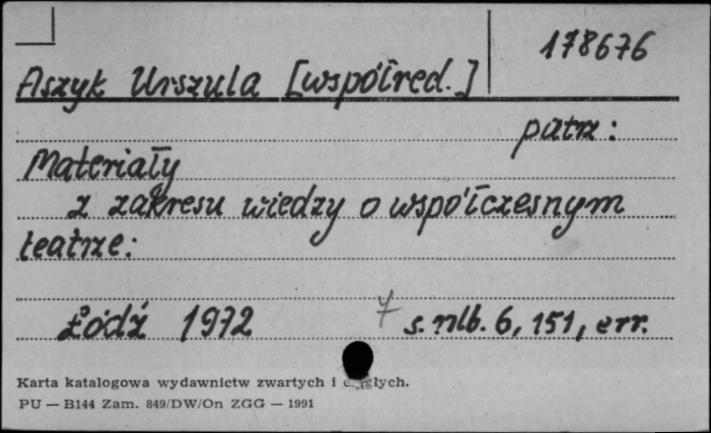 178676
Aszyk Urszula [współred.]
patrz:
Materiały
z zakresu wiedzy o współczesnym
teatrze:
Łódź 1972 s. nlb. 6, 151, err.
Karta katalogowa wydawnictw zwartych i ciągłych.
PU — B144 Zam. 849/DW/On ZGG — 1991